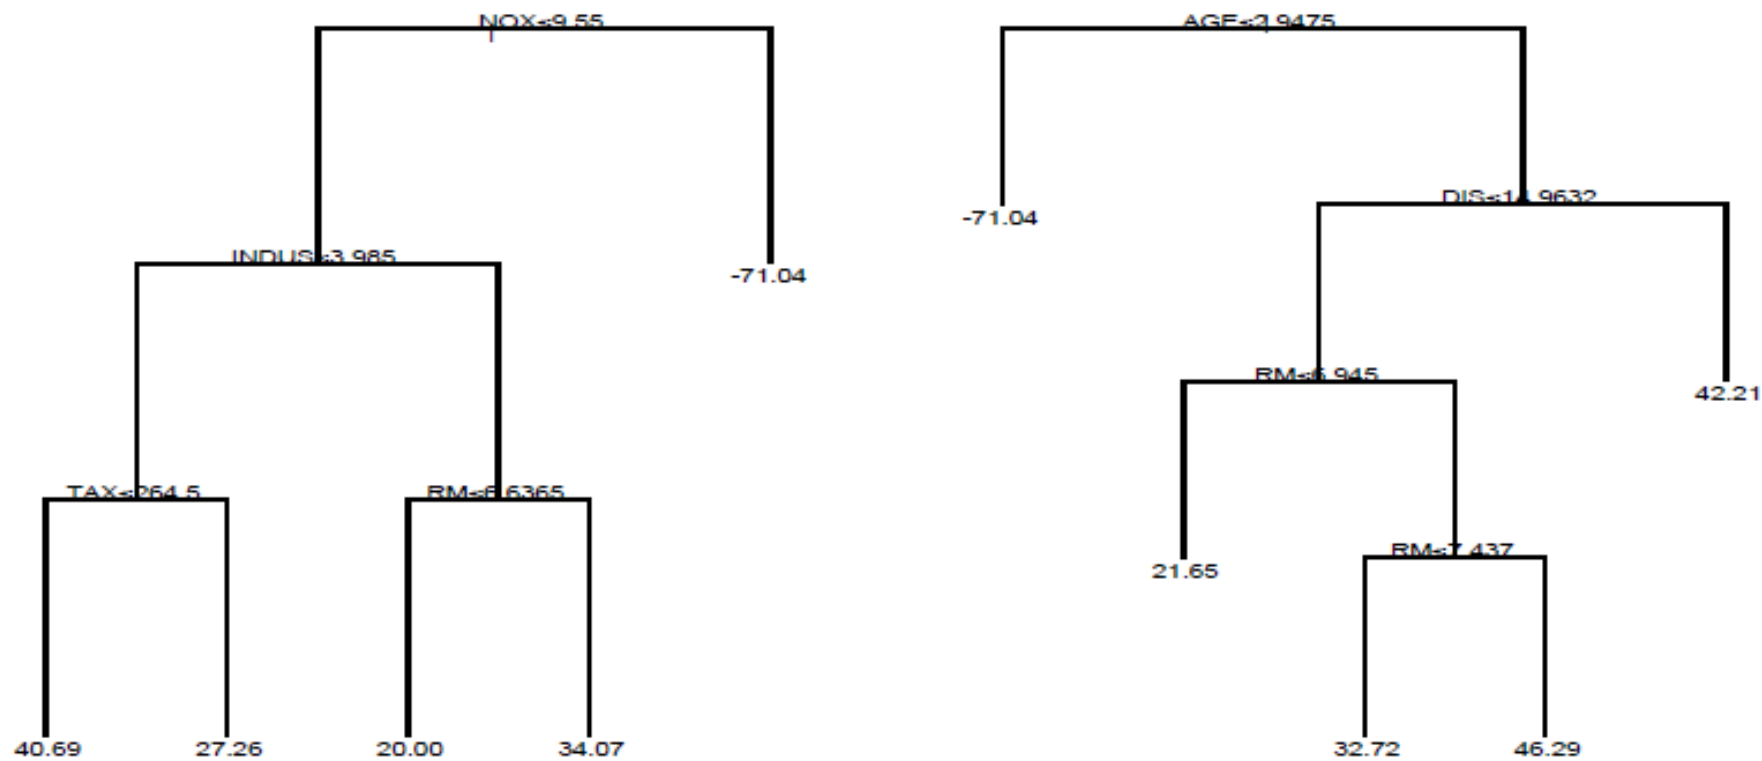 NOX<9.55
AGE<2.9475
-71.04
DIS<14.9632
INDUS<3.985
-71.04
RM<6.945
42.21
TAX<264.5
RM<6.6365
RM<7.437
21.65
40.69
27.26
20.00
34.07
32.72
46.29